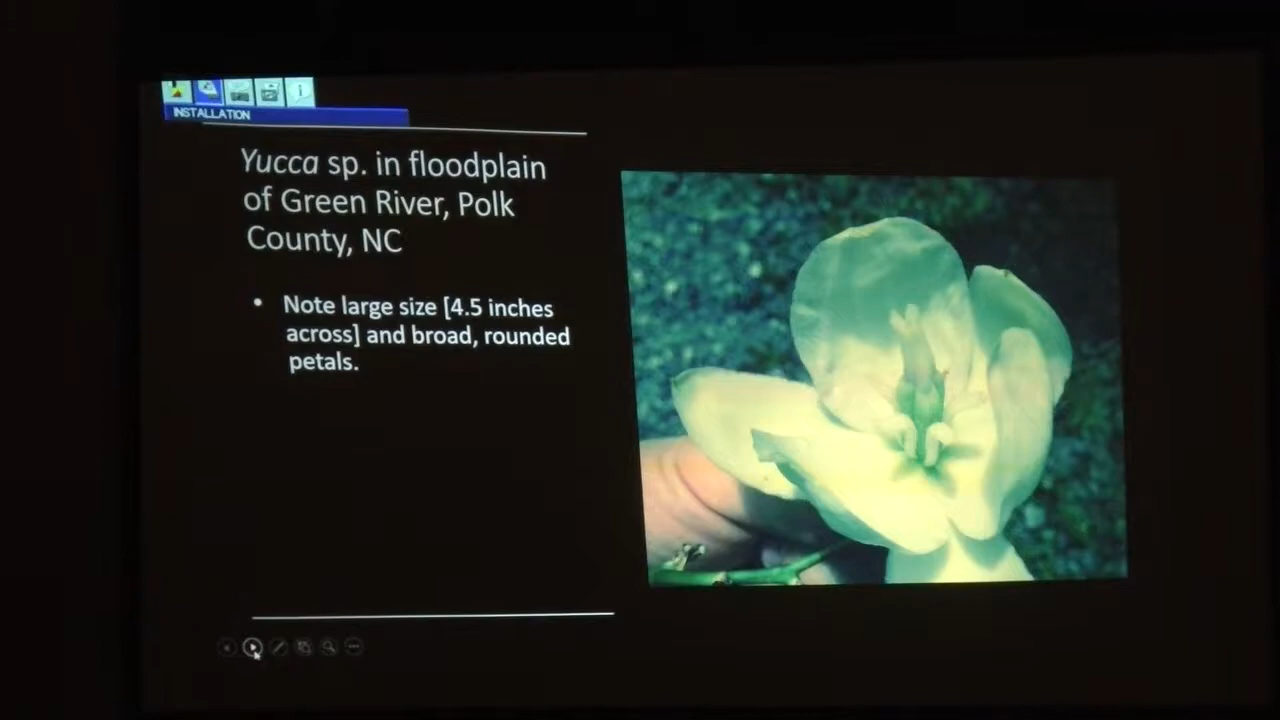 INSTALLATION
Yucca sp. in floodplain
of Green River, Polk
County, NC
• Note large size [4.5 inches
across] and broad, rounded
petals.